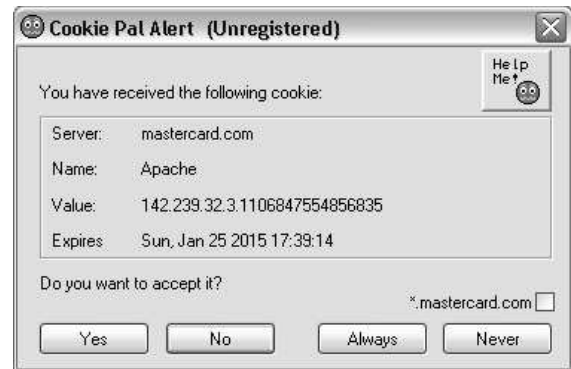 Cookie Pal Alert (Unregistered)
Help
Me!
You have received the following cookie:
Server: mastercard.com
Name: Apache
Value: 142.239.32.3.1106847554856835
Expires Sun, Jan 25 2015 17:39:14
Do you want to accept it?
*.mastercard.com
Yes No Always Never